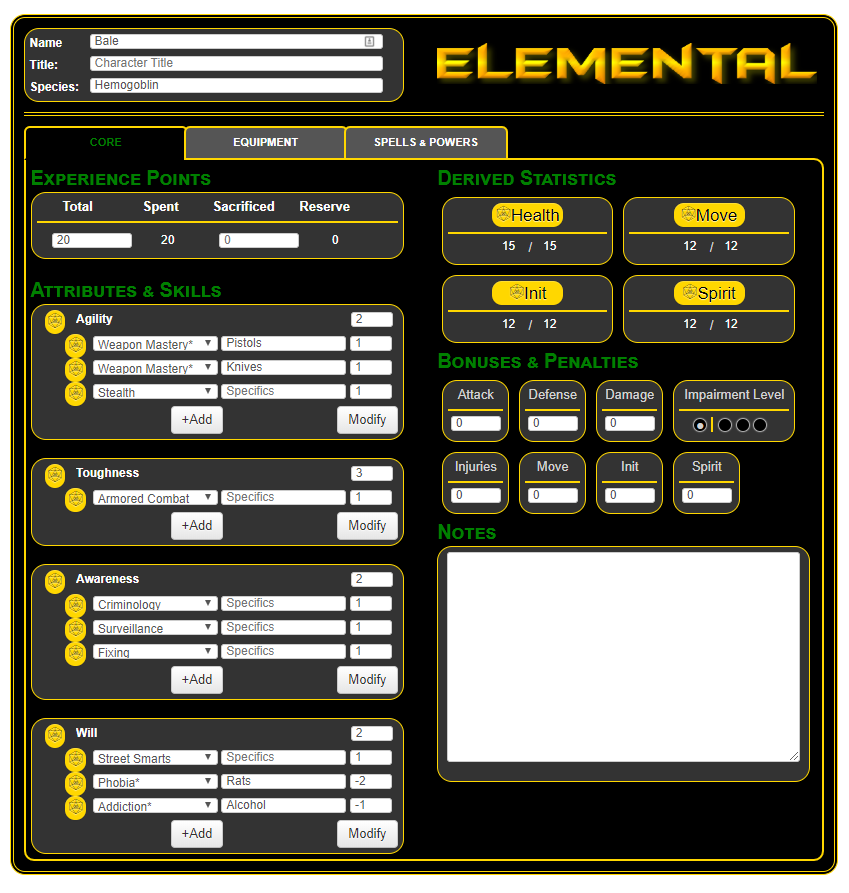 Name Bale
Title: Character Title
Species: Hemogoblin
ELEMENTAL
CORE EQUIPMENT SPELLS & POWERS
Experience Points
Total Spent Sacrificed Reserve
20 20 0 0
Attributes & Skills
Agility 2
Weapon Mastery* Pistols 1
Weapon Mastery* Knives 1
Stealth Specifics 1
+Add Modify
Toughness 3
Armored Combat Specifics 1
+Add Modify
Awareness 2
Criminology Specifics 1
Surveillance Specifics 1
Fixing Specifics 1
+Add Modify
Will 2
Street Smarts Specifics 1
Phobia* Rats -2
Addiction* Alcohol -1
+Add Modify
Derived Statistics
Health Move
15 / 15 12 / 12
Init Spirit
12 / 12 12 / 12
Bonuses & Penalties
Attack Defense Damage Impairment Level
0 0 0
Injuries Move Init Spirit
0 0 0 0
Notes